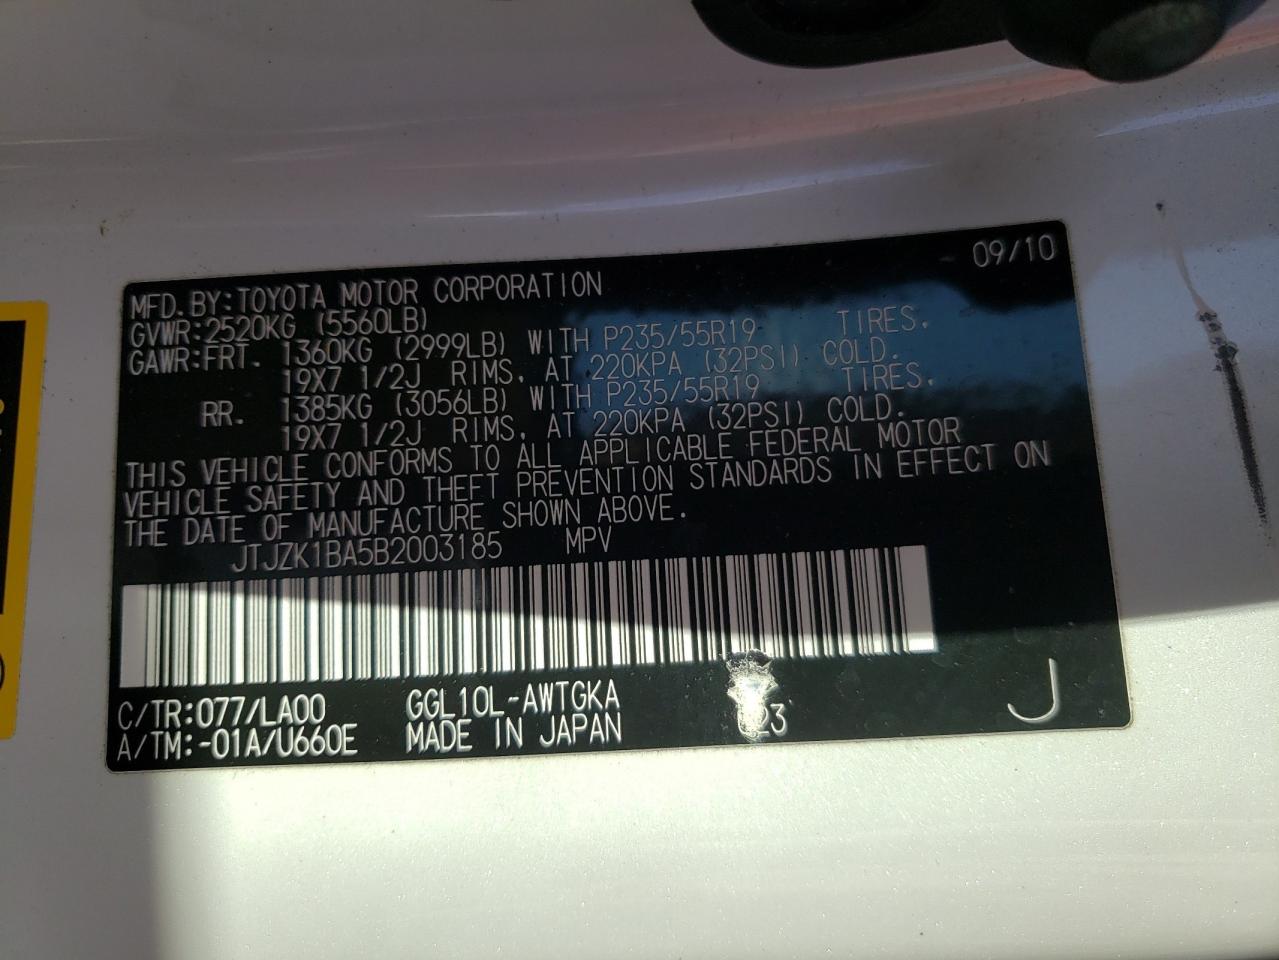 09/10
MFD.BY:TOYOTA MOTOR CORPORATION
GVWR:2520KG (5560LB)
GAWR:FRT. 1360KG (2999LB) WITH P235/55R19 TIRES,
19X7 1/2J RIMS, AT 220KPA (32PSI) COLD.
RR. 1385KG (3056LB) WITH P235/55R19 TIRES,
19X7 1/2J RIMS, AT 220KPA (32PSI) COLD.
THIS VEHICLE CONFORMS TO ALL APPLICABLE FEDERAL MOTOR
VEHICLE SAFETY AND THEFT PREVENTION STANDARDS IN EFFECT ON
THE DATE OF MANUFACTURE SHOWN ABOVE.
JTJZK1BA5B2003185 MPV
C/TR:077/LA00 GGL10L-AWTGKA
A/TM:-01A/U660E MADE IN JAPAN
J